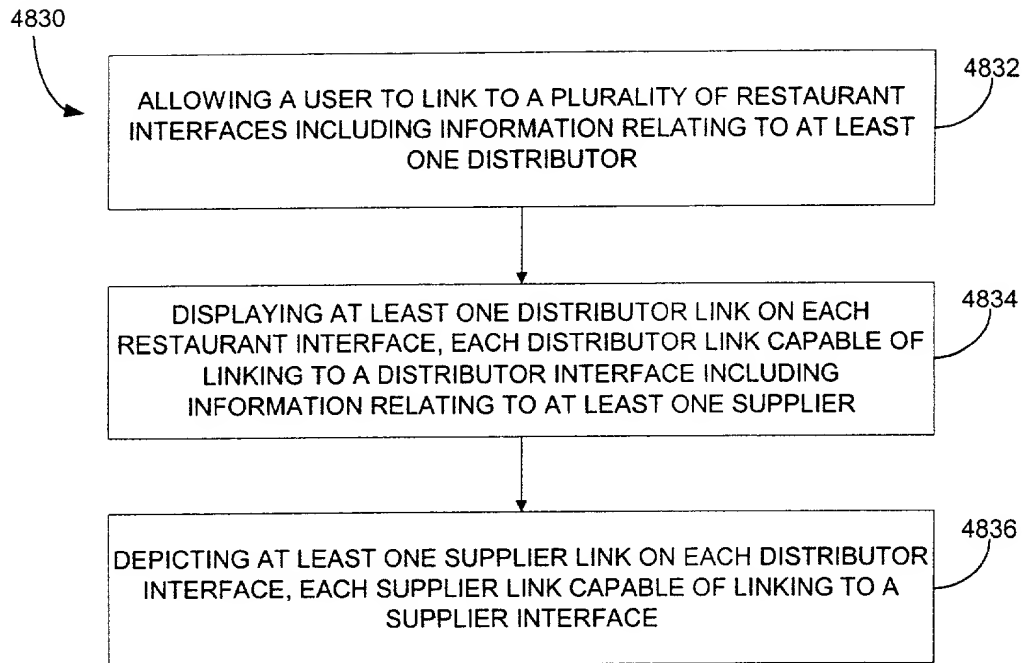 4830
4832
ALLOWING A USER TO LINK TO A PLURALITY OF RESTAURANT
INTERFACES INCLUDING INFORMATION RELATING TO AT LEAST
ONE DISTRIBUTOR
4834
DISPLAYING AT LEAST ONE DISTRIBUTOR LINK ON EACH
RESTAURANT INTERFACE, EACH DISTRIBUTOR LINK CAPABLE OF
LINKING TO A DISTRIBUTOR INTERFACE INCLUDING
INFORMATION RELATING TO AT LEAST ONE SUPPLIER
4836
DEPICTING AT LEAST ONE SUPPLIER LINK ON EACH DISTRIBUTOR
INTERFACE, EACH SUPPLIER LINK CAPABLE OF LINKING TO A
SUPPLIER INTERFACE